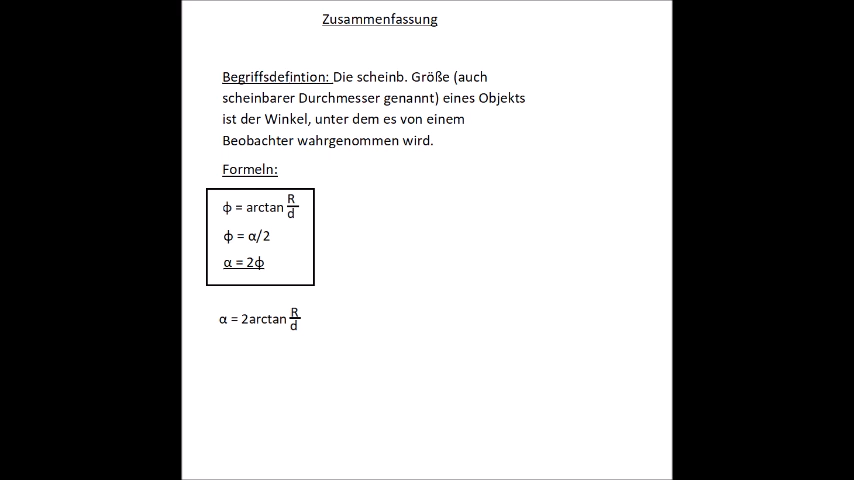 Zusammenfassung
Begriffsdefintion: Die scheinb. Größe (auch
scheinbarer Durchmesser genannt) eines Objekts
ist der Winkel, unter dem es von einem
Beobachter wahrgenommen wird.
Formeln:
ϕ = arctan R/d
ϕ = α/2
α = 2ϕ
α = 2arctan R/d